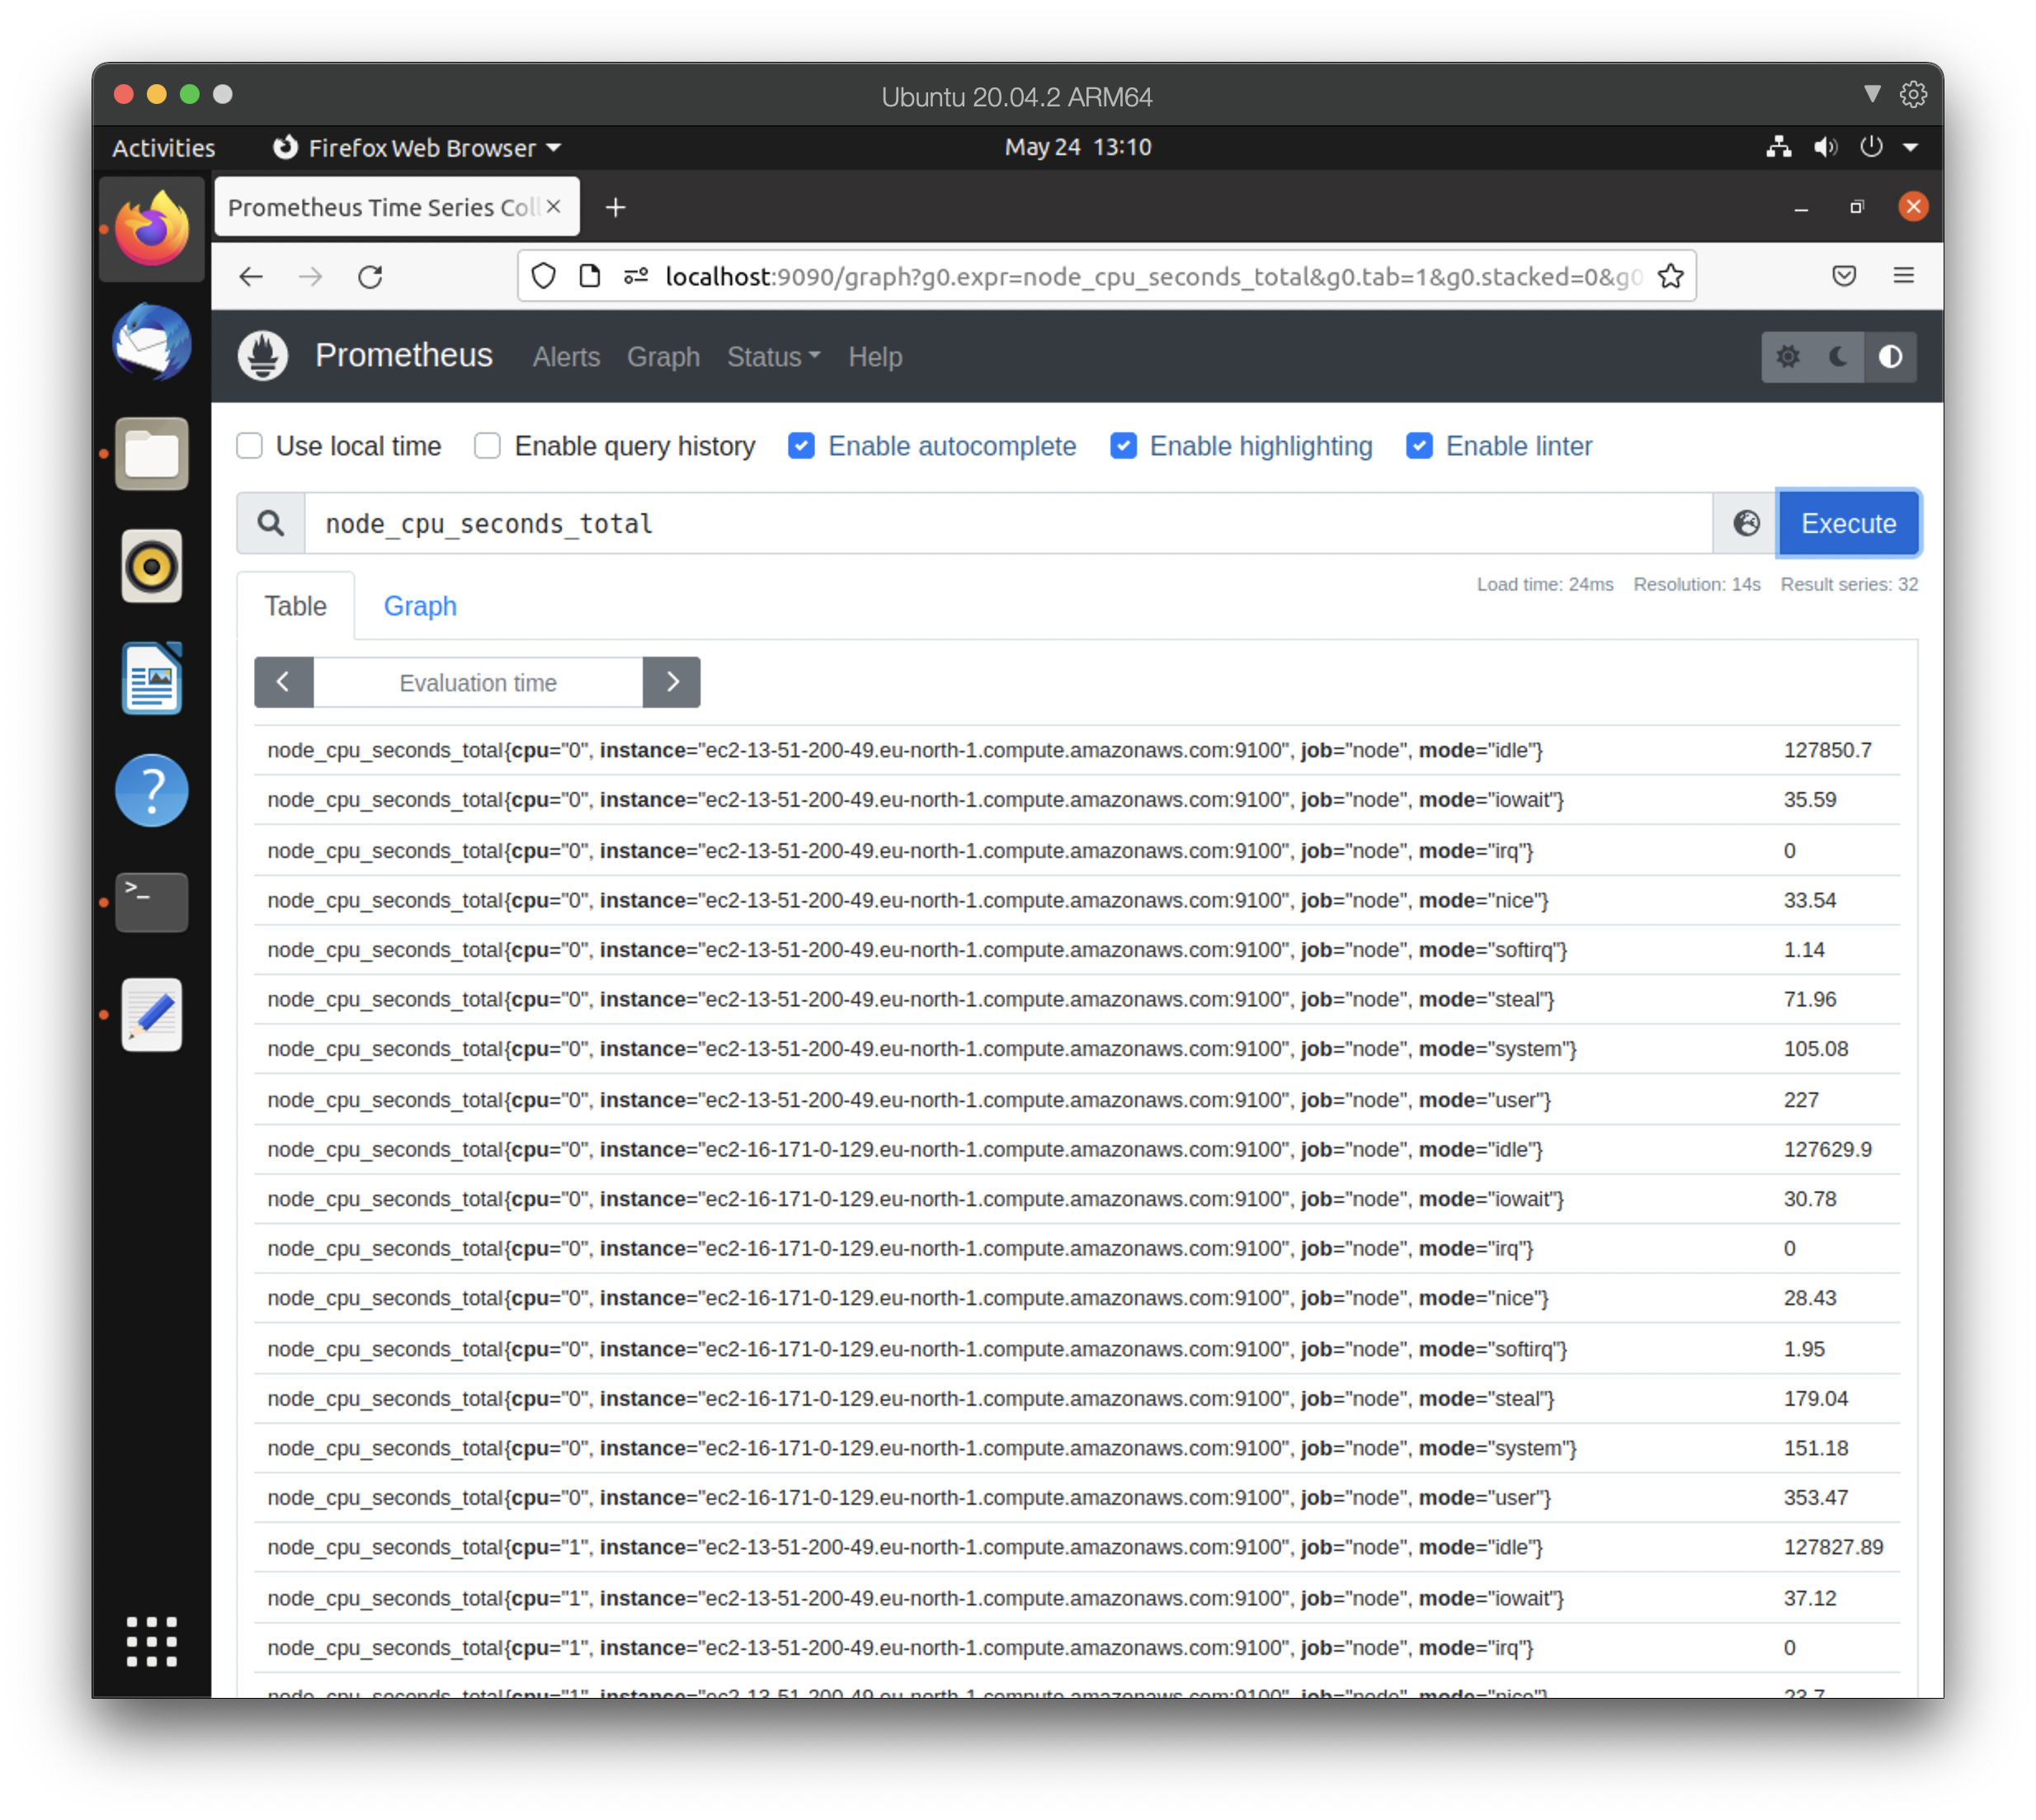 Ubuntu 20.04.2 ARM64
Activities Firefox Web Browser May 24 13:10
Prometheus Time Series Coll
localhost:9090/graph?g0.expr=node_cpu_seconds_total&g0.tab=1&g0.stacked=0&g0
Prometheus Alerts Graph Status Help
Use local time Enable query history Enable autocomplete Enable highlighting Enable linter
node_cpu_seconds_total Execute
Load time: 24ms Resolution: 14s Result series: 32
Table Graph
Evaluation time
node_cpu_seconds_total{cpu="0", instance="ec2-13-51-200-49.eu-north-1.compute.amazonaws.com:9100", job="node", mode="idle"} 127850.7
node_cpu_seconds_total{cpu="0", instance="ec2-13-51-200-49.eu-north-1.compute.amazonaws.com:9100", job="node", mode="iowait"} 35.59
node_cpu_seconds_total{cpu="0", instance="ec2-13-51-200-49.eu-north-1.compute.amazonaws.com:9100", job="node", mode="irq"} 0
node_cpu_seconds_total{cpu="0", instance="ec2-13-51-200-49.eu-north-1.compute.amazonaws.com:9100", job="node", mode="nice"} 33.54
node_cpu_seconds_total{cpu="0", instance="ec2-13-51-200-49.eu-north-1.compute.amazonaws.com:9100", job="node", mode="softirq"} 1.14
node_cpu_seconds_total{cpu="0", instance="ec2-13-51-200-49.eu-north-1.compute.amazonaws.com:9100", job="node", mode="steal"} 71.96
node_cpu_seconds_total{cpu="0", instance="ec2-13-51-200-49.eu-north-1.compute.amazonaws.com:9100", job="node", mode="system"} 105.08
node_cpu_seconds_total{cpu="0", instance="ec2-13-51-200-49.eu-north-1.compute.amazonaws.com:9100", job="node", mode="user"} 227
node_cpu_seconds_total{cpu="0", instance="ec2-16-171-0-129.eu-north-1.compute.amazonaws.com:9100", job="node", mode="idle"} 127629.9
node_cpu_seconds_total{cpu="0", instance="ec2-16-171-0-129.eu-north-1.compute.amazonaws.com:9100", job="node", mode="iowait"} 30.78
node_cpu_seconds_total{cpu="0", instance="ec2-16-171-0-129.eu-north-1.compute.amazonaws.com:9100", job="node", mode="irq"} 0
node_cpu_seconds_total{cpu="0", instance="ec2-16-171-0-129.eu-north-1.compute.amazonaws.com:9100", job="node", mode="nice"} 28.43
node_cpu_seconds_total{cpu="0", instance="ec2-16-171-0-129.eu-north-1.compute.amazonaws.com:9100", job="node", mode="softirq"} 1.95
node_cpu_seconds_total{cpu="0", instance="ec2-16-171-0-129.eu-north-1.compute.amazonaws.com:9100", job="node", mode="steal"} 179.04
node_cpu_seconds_total{cpu="0", instance="ec2-16-171-0-129.eu-north-1.compute.amazonaws.com:9100", job="node", mode="system"} 151.18
node_cpu_seconds_total{cpu="0", instance="ec2-16-171-0-129.eu-north-1.compute.amazonaws.com:9100", job="node", mode="user"} 353.47
node_cpu_seconds_total{cpu="1", instance="ec2-13-51-200-49.eu-north-1.compute.amazonaws.com:9100", job="node", mode="idle"} 127827.89
node_cpu_seconds_total{cpu="1", instance="ec2-13-51-200-49.eu-north-1.compute.amazonaws.com:9100", job="node", mode="iowait"} 37.12
node_cpu_seconds_total{cpu="1", instance="ec2-13-51-200-49.eu-north-1.compute.amazonaws.com:9100", job="node", mode="irq"} 0
node_cpu_seconds_total{cpu="1", instance="ec2-13-51-200-49.eu-north-1.compute.amazonaws.com:9100", job="node", mode="nice"} 23.7